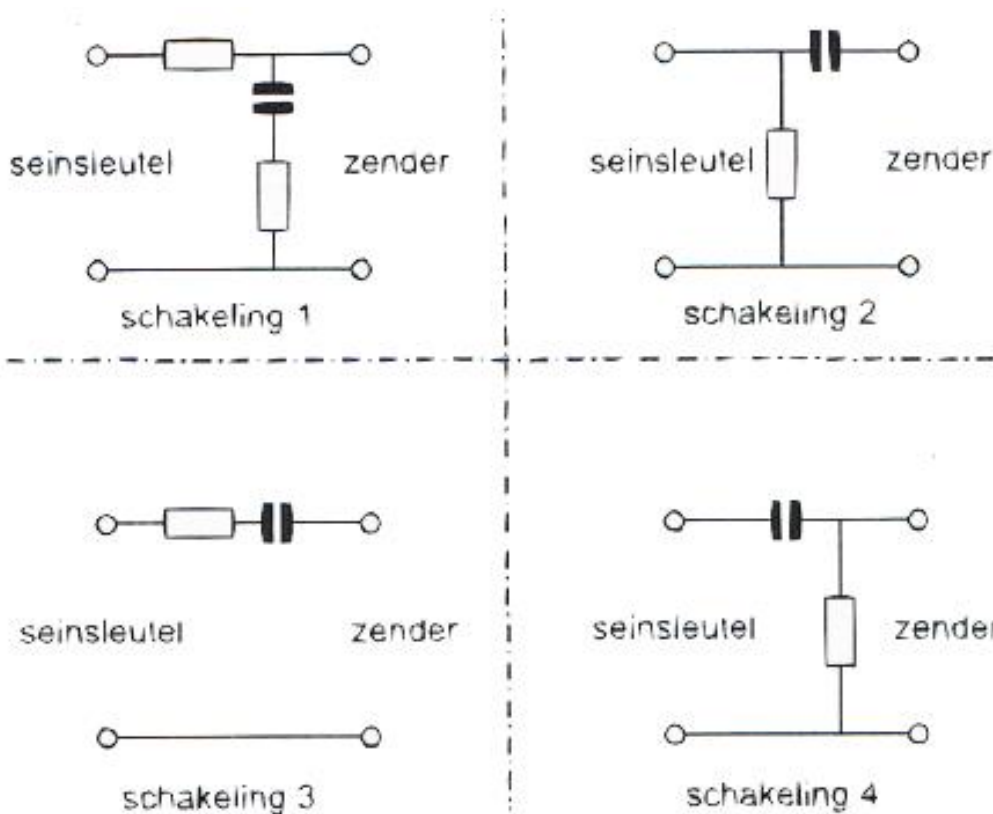 seinsleutel zender
schakeling 1
seinsleutel zender
schakeling 2
seinsleutel zender
schakeling 3
seinsleutel zender
schakeling 4